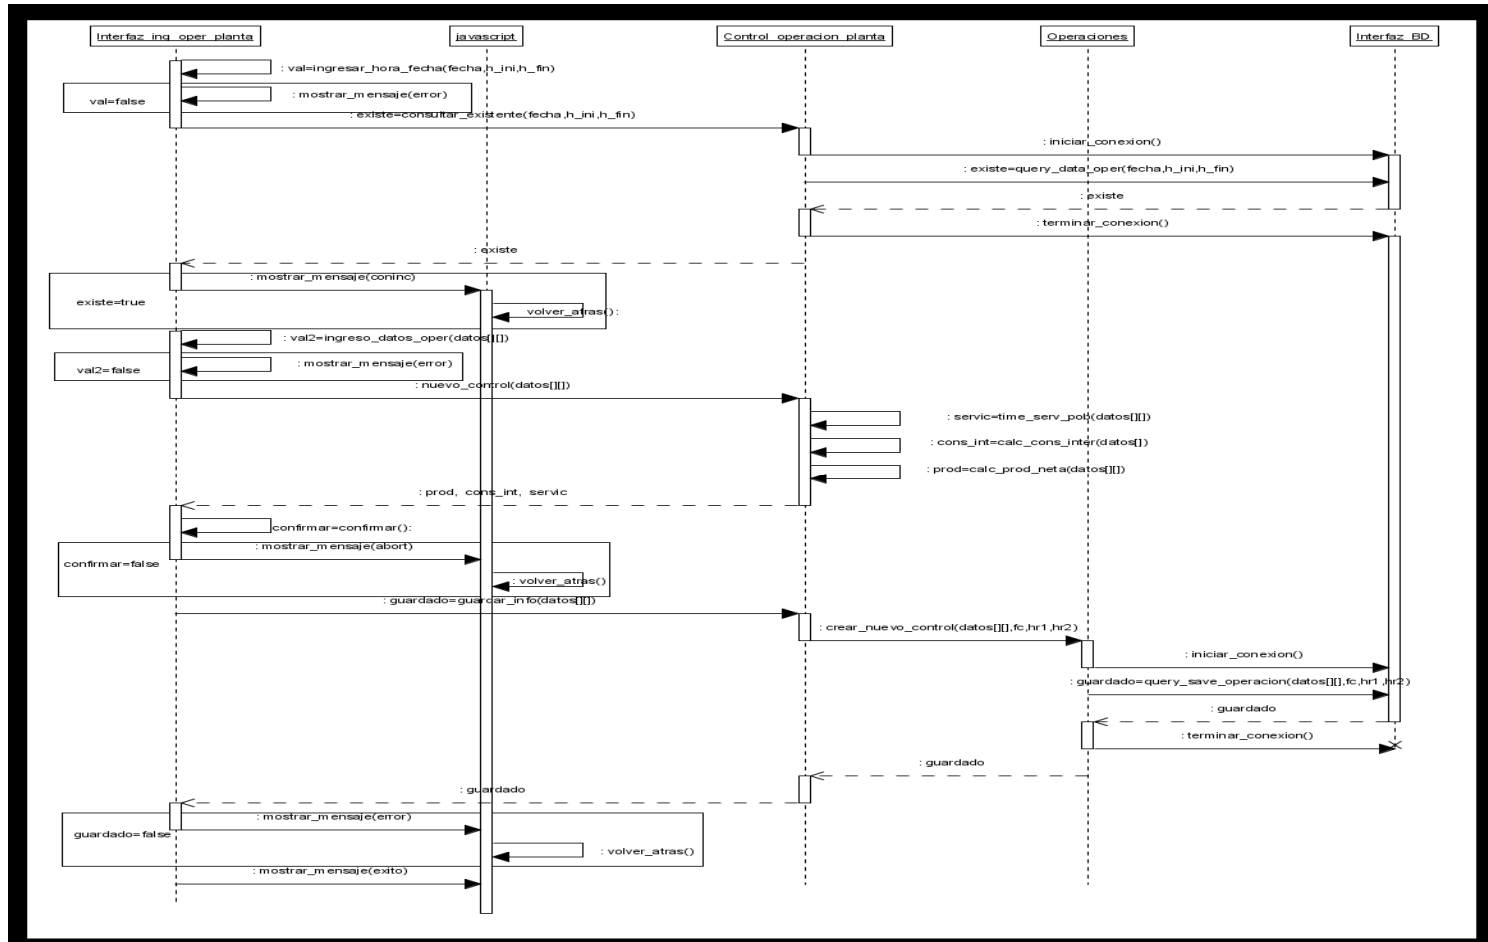 Interfaz_ing_oper_planta
javascript
Control_operacion_planta
Operaciones
Interfaz_BD
: val=ingresar_hora_fecha(fecha,h_ini,h_fin)
: mostrar_mensaje(error)
val=false
: existe=consultar_existente(fecha,h_ini,h_fin)
: iniciar_conexion()
: existe=query_data_oper(fecha,h_ini,h_fin)
: existe
: terminar_conexion()
: existe
: mostrar_mensaje(coninc)
existe=true
volver_atras():
: val2=ingreso_datos_oper(datos[][])
: mostrar_mensaje(error)
val2=false
: nuevo_control(datos[][])
: servic=time_serv_pob(datos[][])
: cons_int=calc_cons_inter(datos[])
: prod=calc_prod_neta(datos[][])
: prod, cons_int, servic
confirmar=confirmar():
: mostrar_mensaje(abort)
confirmar=false
: volver_atras()
: guardado=guarcar_info(datos[][])
: crear_nuevo_control(datos[][],fc,hr1,hr2)
: iniciar_conexion()
: guardado=query_save_operacion(datos[][],fc,hr1,hr2)
: guardado
: terminar_conexion()
: guardado
: guardado
: mostrar_mensaje(error)
guardado=false
: volver_atras()
: mostrar_mensaje(exito)